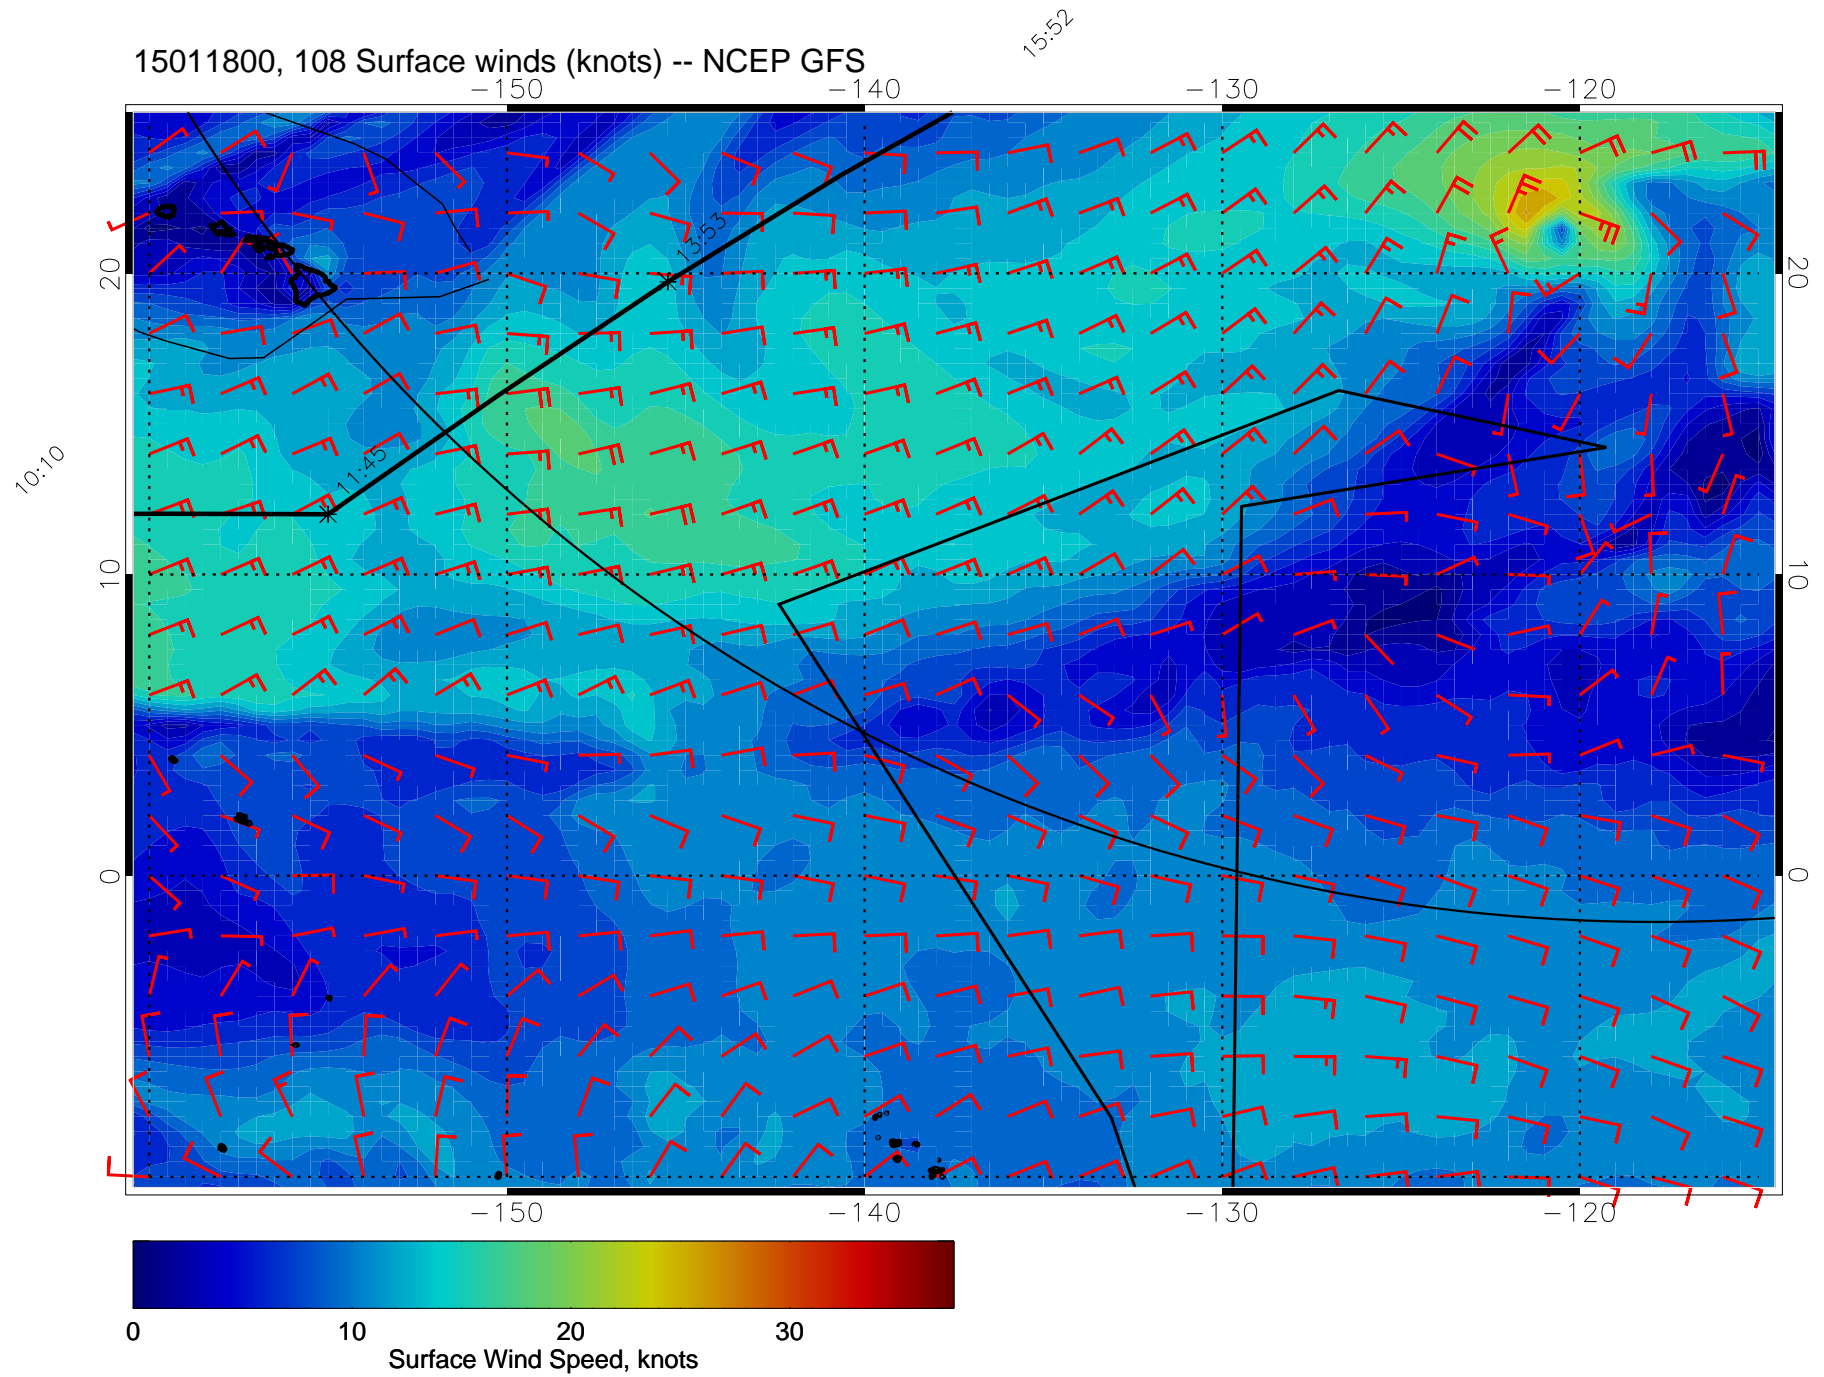 15:52
15011800, 108 Surface winds (knots) -- NCEP GFS
-150 -140 -130 -120
13:53
20 20
11:45
10:10
10 10
0 0
-150 -140 -130 -120
0 10 20 30
Surface Wind Speed, knots